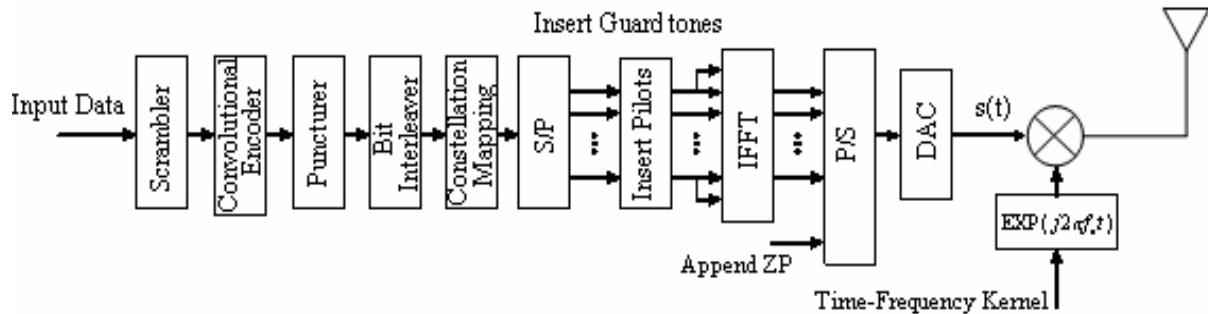 Insert Guard tones
Input Data
Scrambler
Convolutional
Encoder
Puncturer
Bit
Interleaver
Constellation
Mapping
S/P
Insert Pilots
IFFT
P/S
DAC
s(t)
EXP(j2πf_c t)
Append ZP
Time-Frequency Kernel